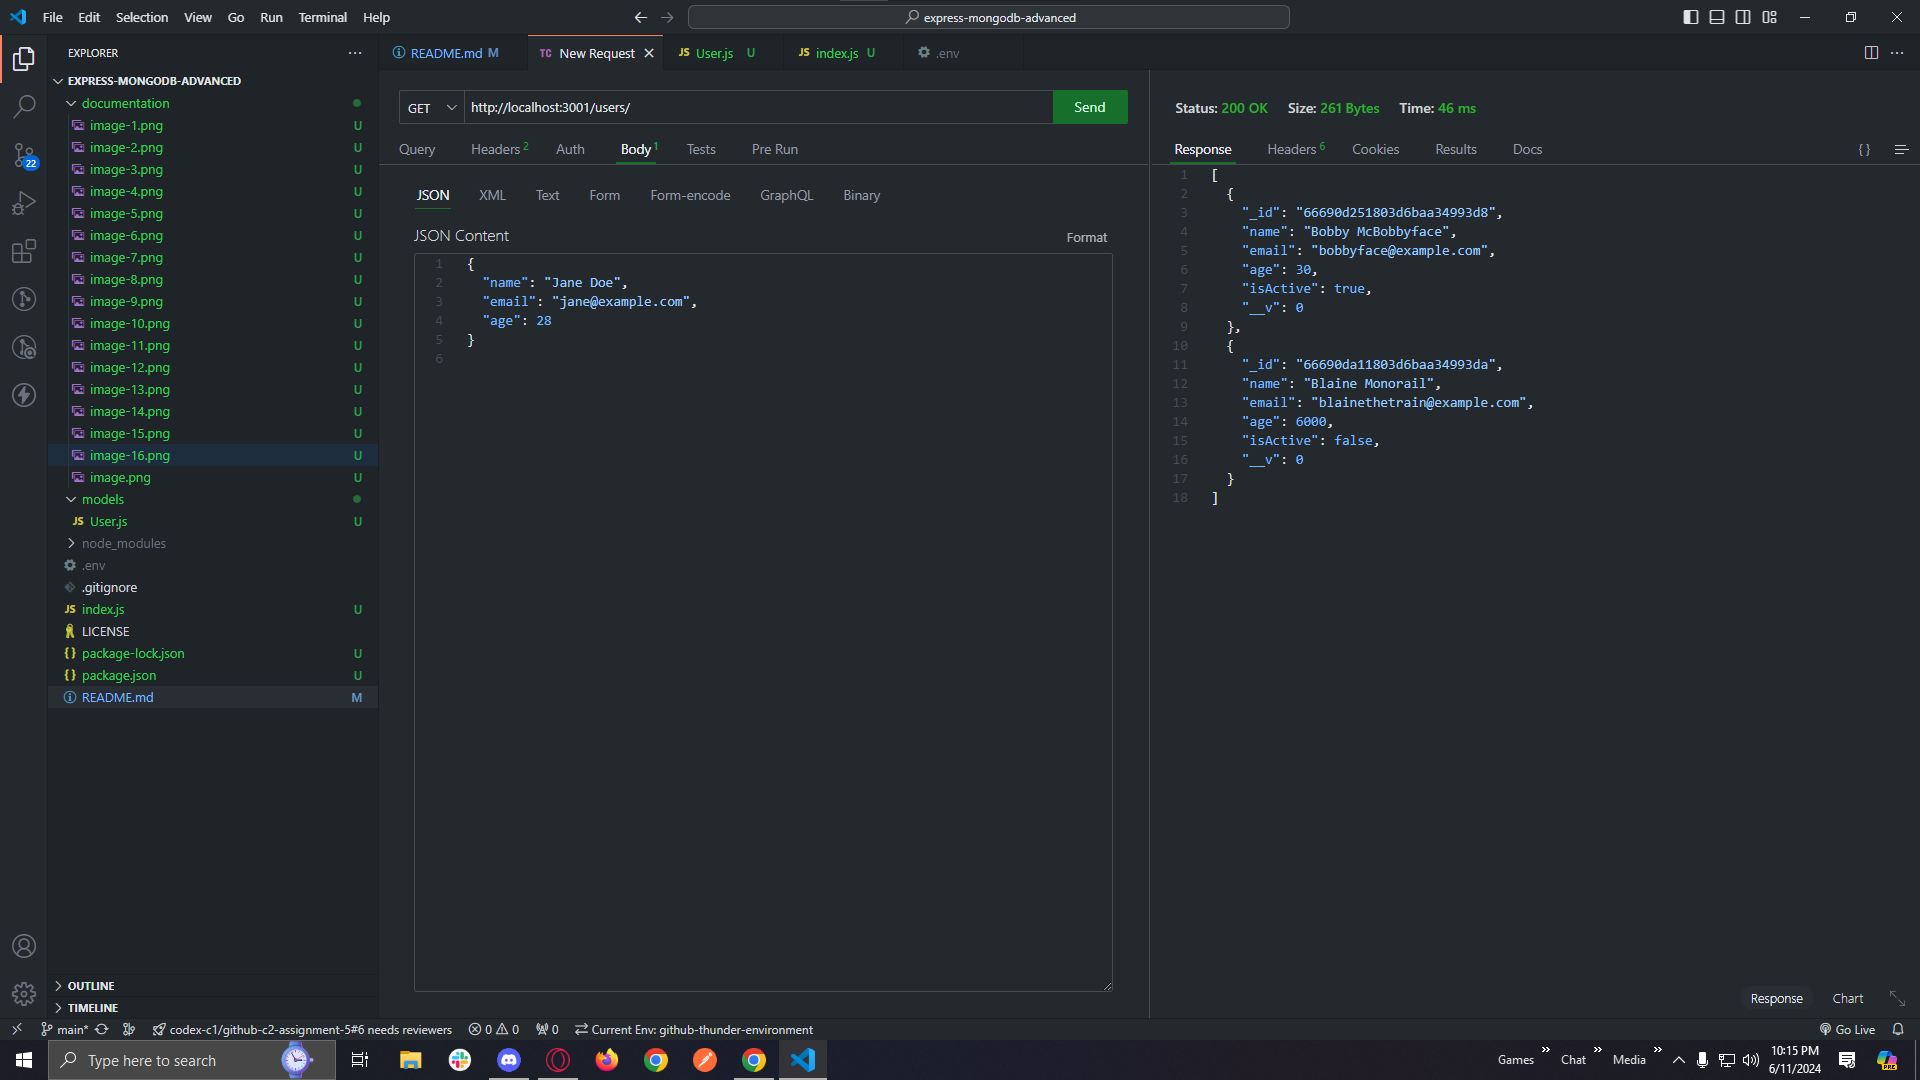 File Edit Selection View Go Run Terminal Help
express-mongodb-advanced
EXPLORER
EXPRESS-MONGODB-ADVANCED
documentation
image-1.png U
image-2.png U
image-3.png U
image-4.png U
image-5.png U
image-6.png U
image-7.png U
image-8.png U
image-9.png U
image-10.png U
image-11.png U
image-12.png U
image-13.png U
image-14.png U
image-15.png U
image-16.png U
image.png U
models
JS User.js U
node_modules
.env
.gitignore
JS index.js U
LICENSE
{} package-lock.json U
{} package.json U
README.md M
OUTLINE
TIMELINE
22
README.md M
TC New Request
JS User.js U
JS index.js U
.env
GET http://localhost:3001/users/ Send
Query Headers 2 Auth Body 1 Tests Pre Run
JSON XML Text Form Form-encode GraphQL Binary
JSON Content
Format
1 {
2 "name": "Jane Doe",
3 "email": "jane@example.com",
4 "age": 28
5 }
6
Status: 200 OK Size: 261 Bytes Time: 46 ms
Response Headers 6 Cookies Results Docs {}
1 [
2 {
3 "_id": "66690d251803d6baa34993d8",
4 "name": "Bobby McBobbyface",
5 "email": "bobbyface@example.com",
6 "age": 30,
7 "isActive": true,
8 "__v": 0
9 },
10 {
11 "_id": "66690da11803d6baa34993da",
12 "name": "Blaine Monorail",
13 "email": "blainethetrain@example.com",
14 "age": 6000,
15 "isActive": false,
16 "__v": 0
17 }
18 ]
Response Chart
main* codex-c1/github-c2-assignment-5#6 needs reviewers 0 0 0 Current Env: github-thunder-environment Go Live
Type here to search
Games Chat Media
10:15 PM
6/11/2024
PRE